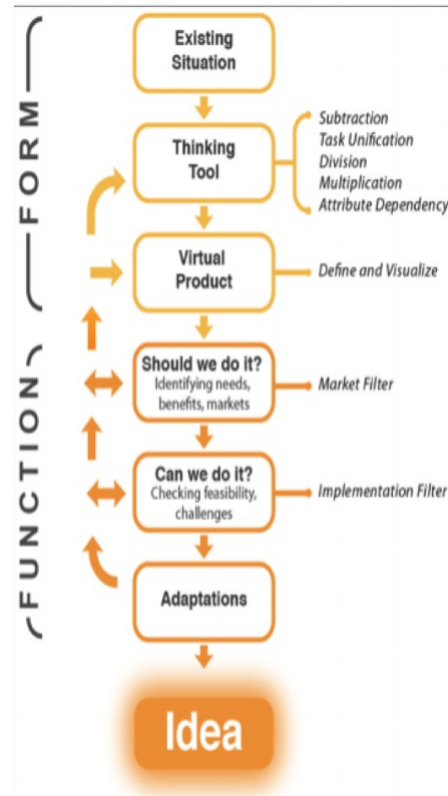 FORM
Existing
Situation
Thinking
Tool
Subtraction
Task Unification
Division
Multiplication
Attribute Dependency
Virtual
Product
Define and Visualize
FUNCTION
Should we do it?
Identifying needs,
benefits, markets
Market Filter
Can we do it?
Checking feasibility,
challenges
Implementation Filter
Adaptations
Idea